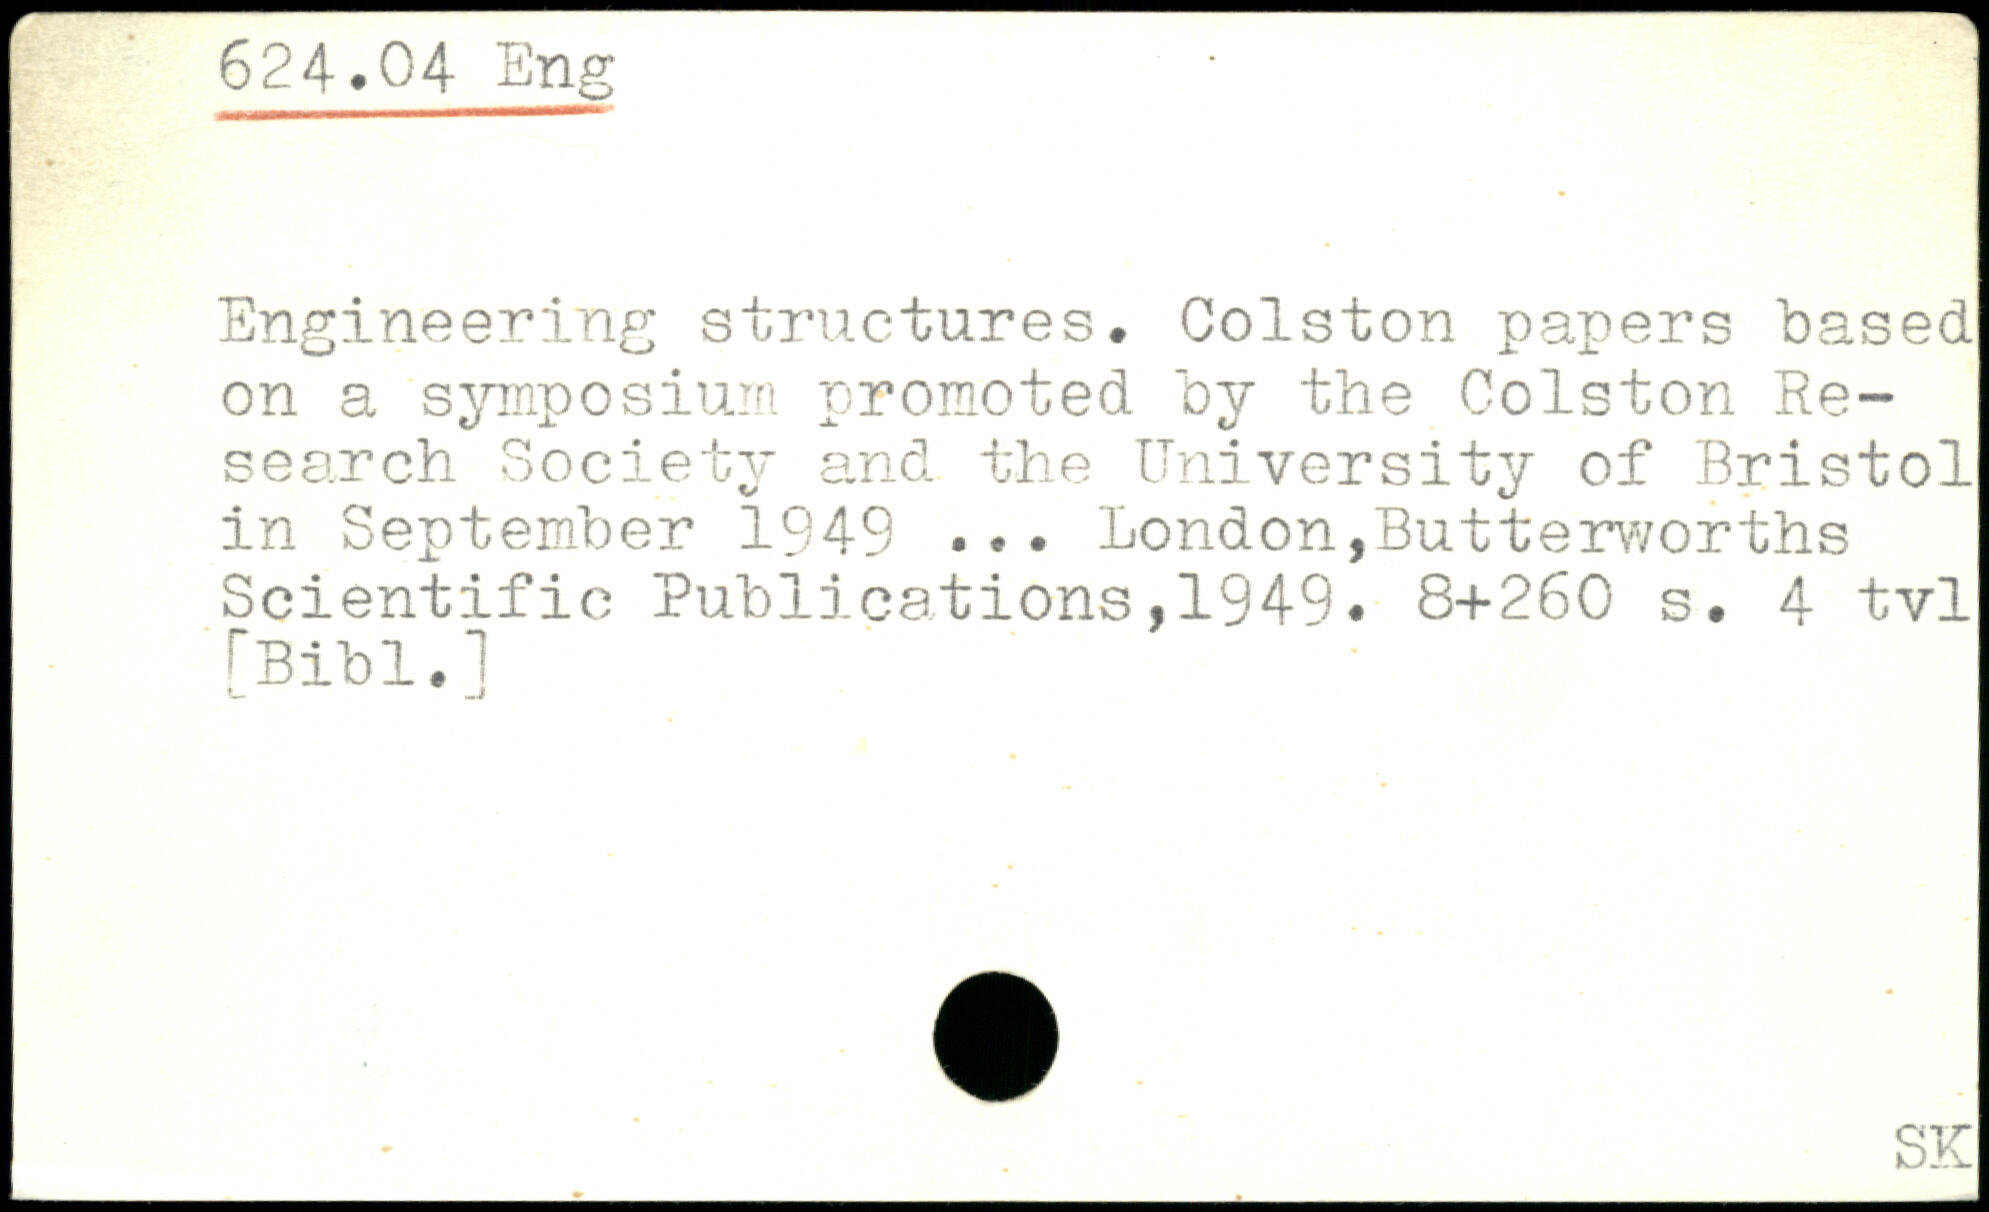 624.04 Eng
Engineering structures. Colston papers based
on a symposium promoted by the Colston Re-
search Society and the University of Bristol
in September 1949 ... London,Butterworths
Scientific Publications,1949. 8+260 s. 4 tvl
[Bibl.]
SK